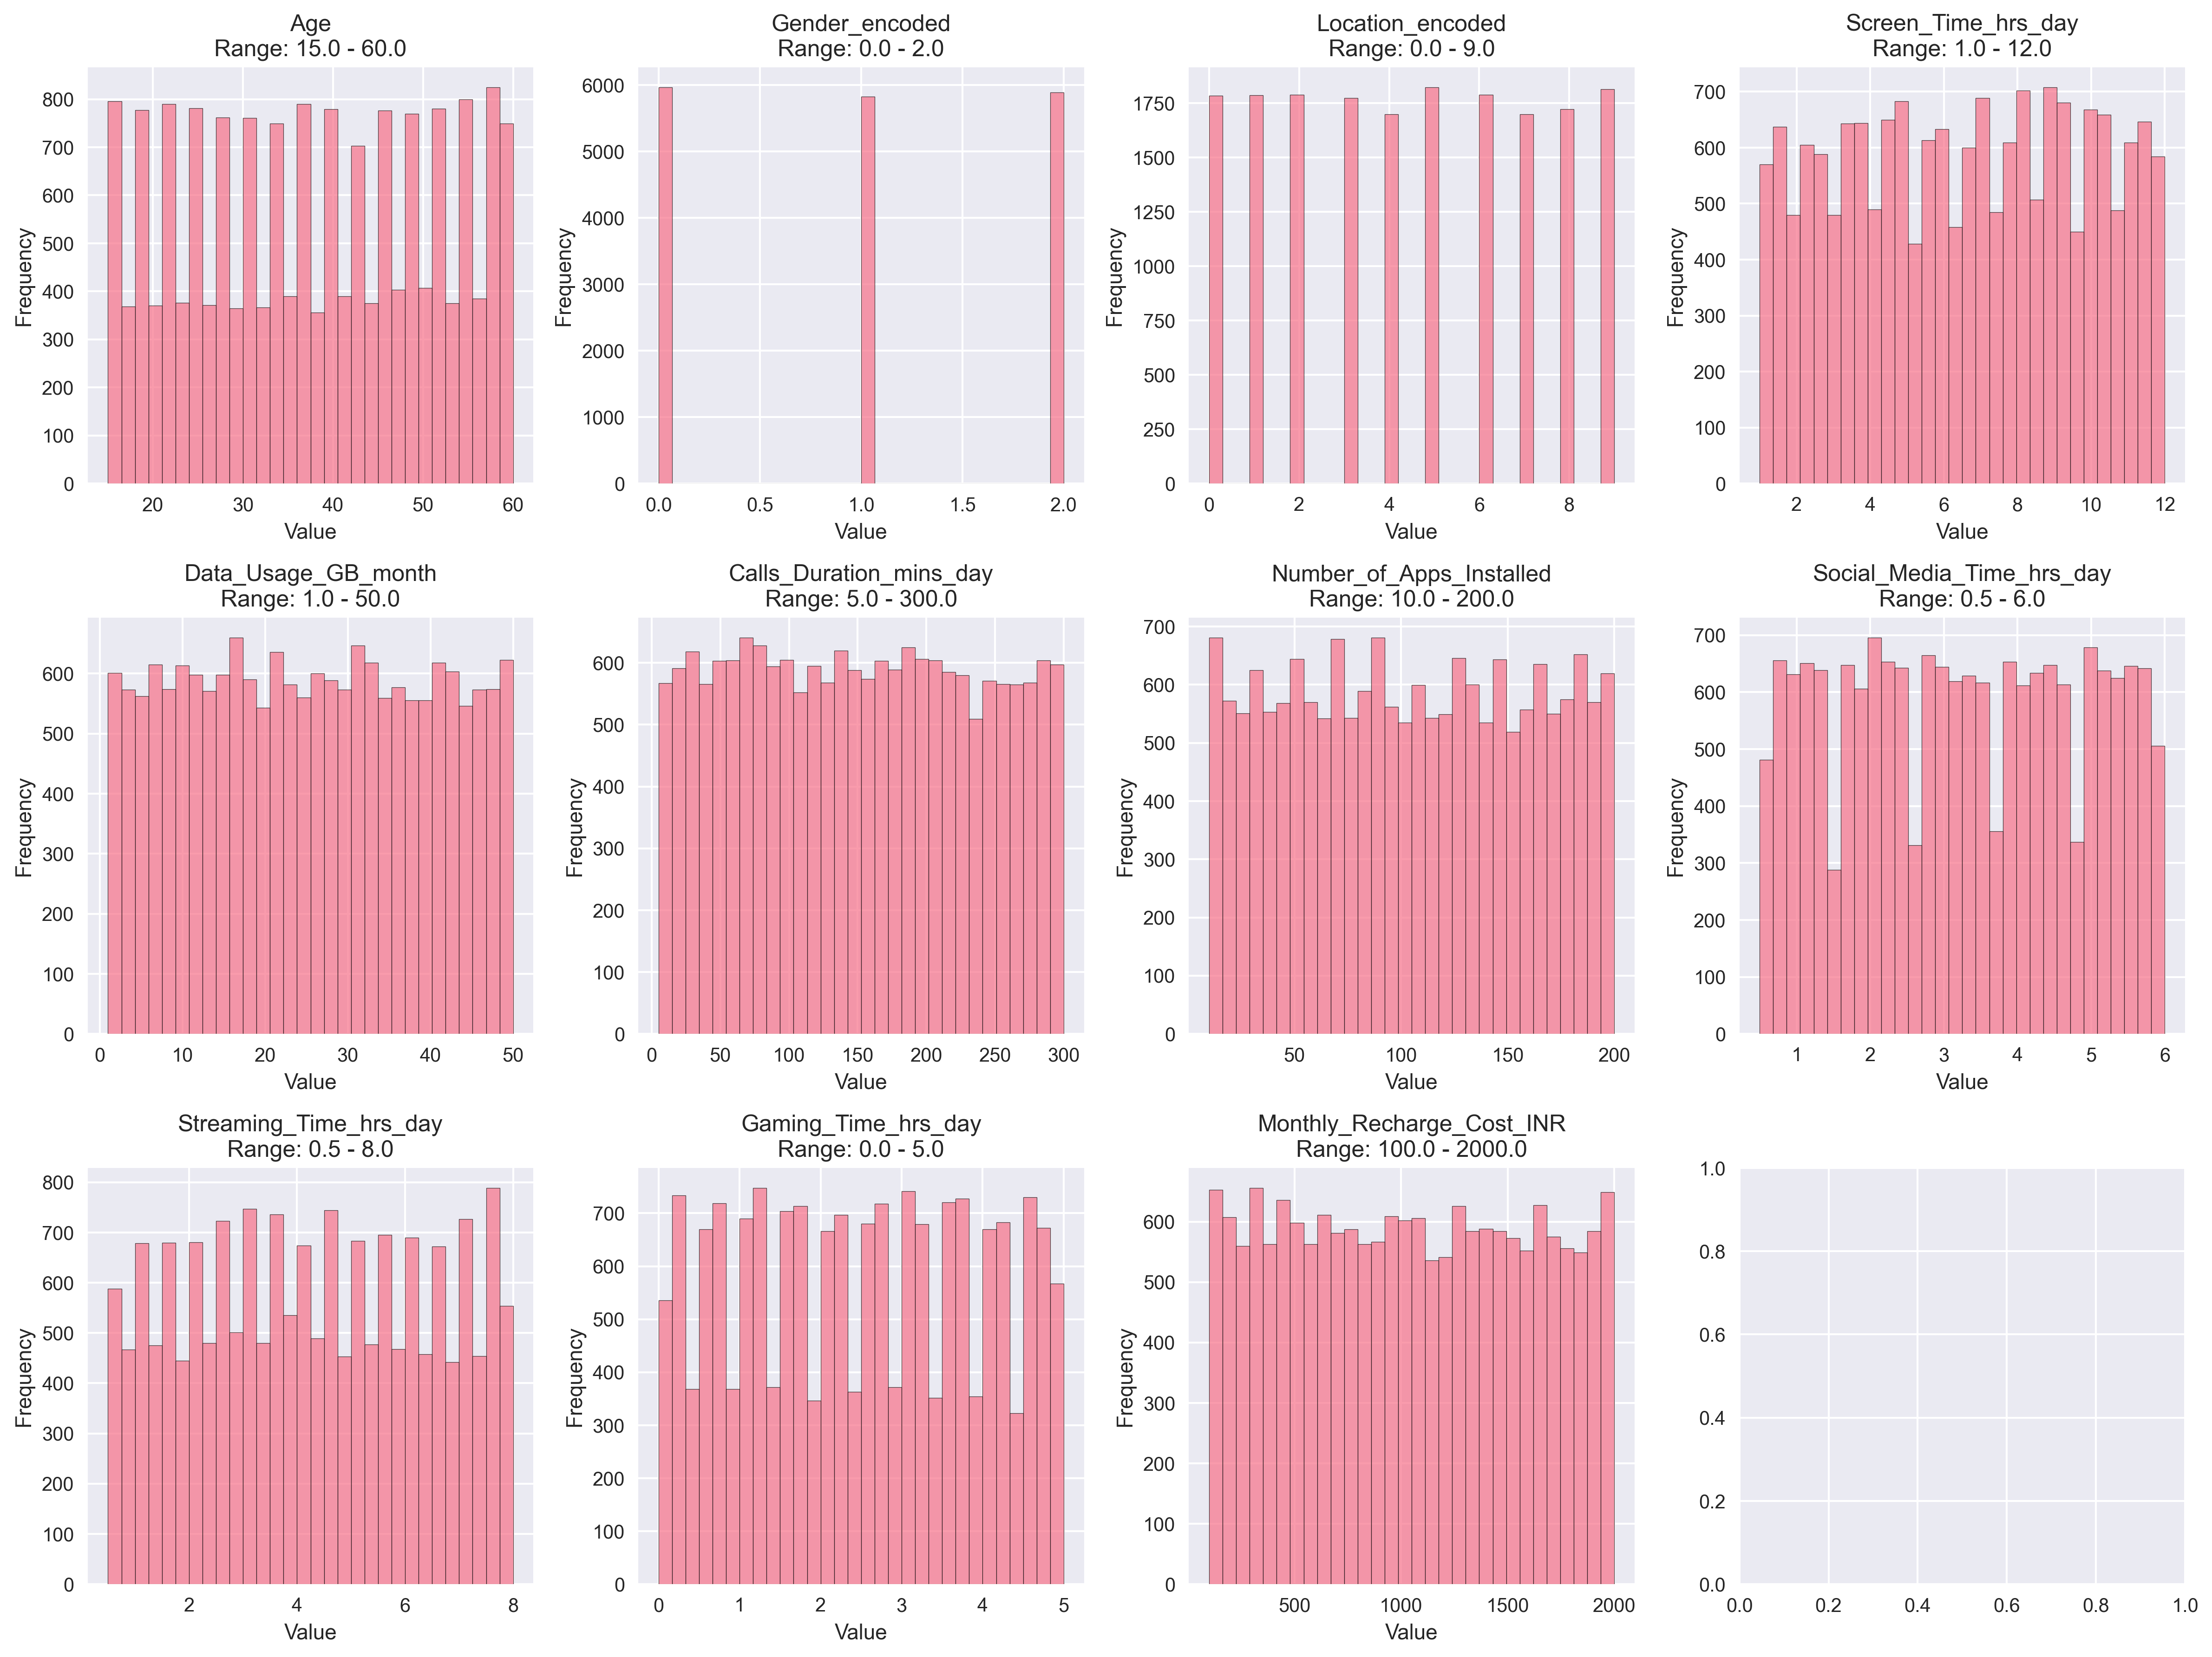 Age
Range: 15.0 - 60.0
Frequency
800
700
600
500
400
300
200
100
0
20 30 40 50 60
Value
Gender_encoded
Range: 0.0 - 2.0
Frequency
6000
5000
4000
3000
2000
1000
0
0.0 0.5 1.0 1.5 2.0
Value
Location_encoded
Range: 0.0 - 9.0
Frequency
1750
1500
1250
1000
750
500
250
0
0 2 4 6 8
Value
Screen_Time_hrs_day
Range: 1.0 - 12.0
Frequency
700
600
500
400
300
200
100
0
2 4 6 8 10 12
Value
Data_Usage_GB_month
Range: 1.0 - 50.0
Frequency
600
500
400
300
200
100
0
0 10 20 30 40 50
Value
Calls_Duration_mins_day
Range: 5.0 - 300.0
Frequency
600
500
400
300
200
100
0
0 50 100 150 200 250 300
Value
Number_of_Apps_Installed
Range: 10.0 - 200.0
Frequency
700
600
500
400
300
200
100
0
50 100 150 200
Value
Social_Media_Time_hrs_day
Range: 0.5 - 6.0
Frequency
700
600
500
400
300
200
100
0
1 2 3 4 5 6
Value
Streaming_Time_hrs_day
Range: 0.5 - 8.0
Frequency
800
700
600
500
400
300
200
100
0
2 4 6 8
Value
Gaming_Time_hrs_day
Range: 0.0 - 5.0
Frequency
700
600
500
400
300
200
100
0
0 1 2 3 4 5
Value
Monthly_Recharge_Cost_INR
Range: 100.0 - 2000.0
Frequency
600
500
400
300
200
100
0
500 1000 1500 2000
Value
1.0
0.8
0.6
0.4
0.2
0.0
0.0 0.2 0.4 0.6 0.8 1.0